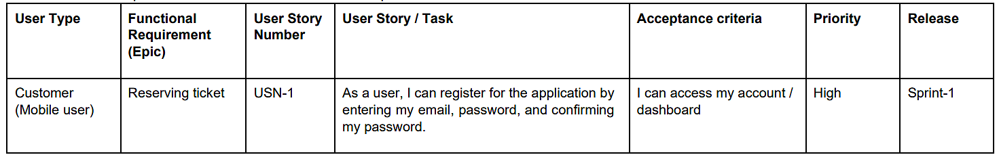 User Type
Functional
Requirement
(Epic)
User Story
Number
User Story / Task
Acceptance criteria
Priority
Release
Customer
(Mobile user)
Reserving ticket
USN-1
As a user, I can register for the application by
entering my email, password, and confirming
my password.
I can access my account /
dashboard
High
Sprint-1